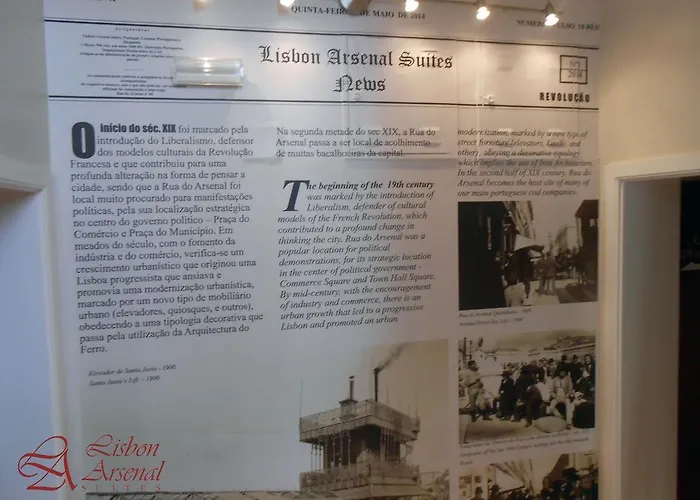 QUINTA-FEIRA DE MAIO DE 2014
Lisbon Arsenal Suites
News
2014
REVOLUÇÃO
O início do séc. XIX foi marcado pela
introdução do Liberalismo, defensor
dos modelos culturais da Revolução
Francesa e que contribuiu para uma
profunda alteração na forma de pensar a
cidade, sendo que a Rua do Arsenal foi
local muito procurado para manifestações
políticas, pela sua localização estratégica
no centro do governo político – Praça do
Comércio e Praça do Município. Em
meados do século, com o fomento da
indústria e do comércio, verifica-se um
crescimento urbanístico que originou uma
Lisboa progressista que ansiava e
promovia uma modernização urbanística,
marcado por um novo tipo de mobiliário
urbano (elevadores, quiosques, e outros),
obedecendo a uma tipologia decorativa que
passa pela utilização da Arquitectura do
Ferro.
Elevador de Santa Justa - 1900
Santa Justa's Lift - 1900
Na segunda metade do sec XIX, a Rua do
Arsenal passa a ser local de acolhimento
de muitas bacalhoeiras da capital.
The beginning of the 19th century
was marked by the introduction of
Liberalism, defender of cultural
models of the French Revolution, which
contributed to a profound change in
thinking the city. Rua do Arsenal was a
popular location for political
demonstrations, for its strategic location
in the center of political government -
Commerce Square and Town Hall Square.
By mid-century, with the encouragement
of industry and commerce, there is an
urban growth that led to a progressive
Lisbon and promoted an urban
modernization, marked by a new type of
street furniture (elevators, kiosks, and
others), obeying a decorative typology
which implies the use of Iron Architecture.
In the second half of XIX century, Rua do
Arsenal becomes the host site of many of
our main portuguese cod companies.
Lisbon
Arsenal
SUITES